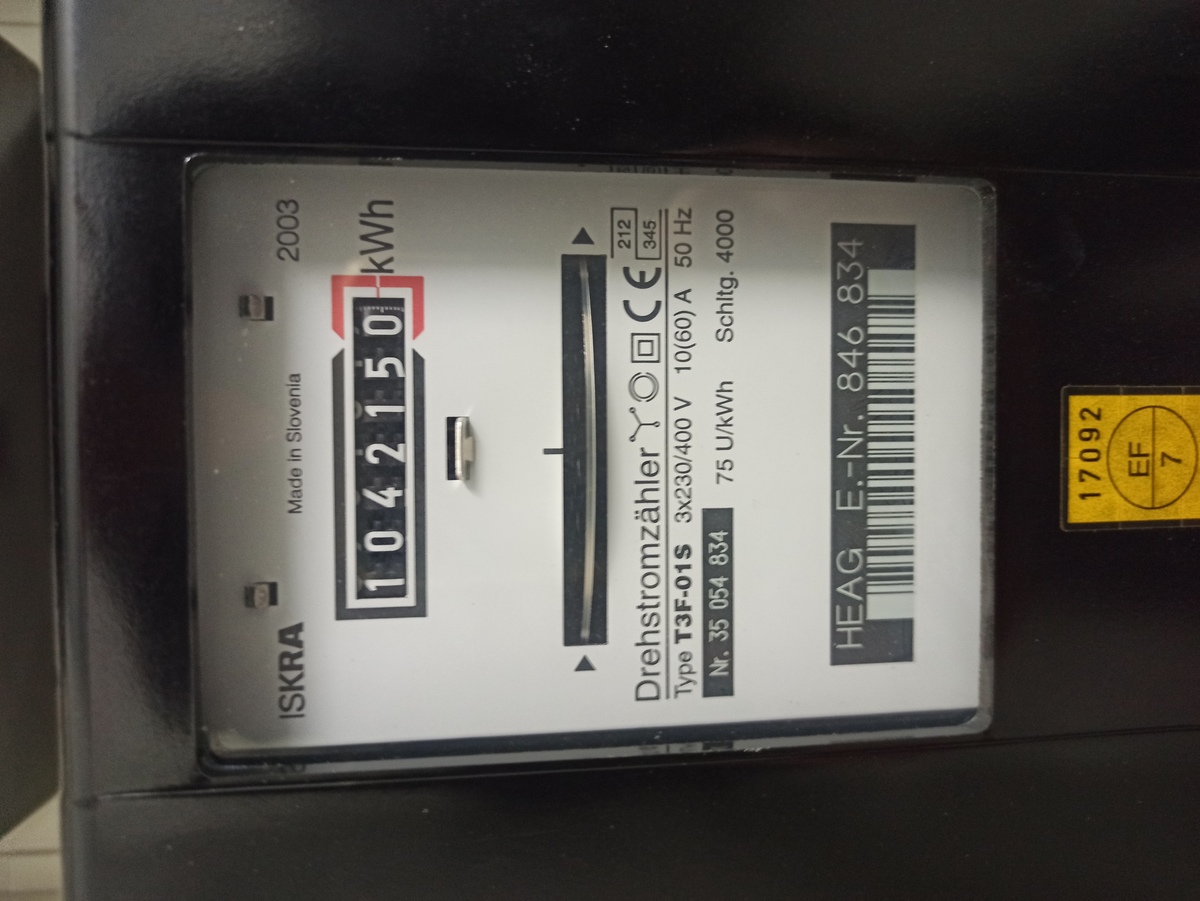 ISKRA Made in Slovenia 2003
1 0 4 2 1 5 0 kWh
212
345
Drehstromzähler CE
Type T3F-01S 3x230/400 V 10(60) A 50 Hz
Nr. 35 054 834 75 U/kWh Schltg. 4000
HEAG E.-Nr. 846 834
17092
EF
7